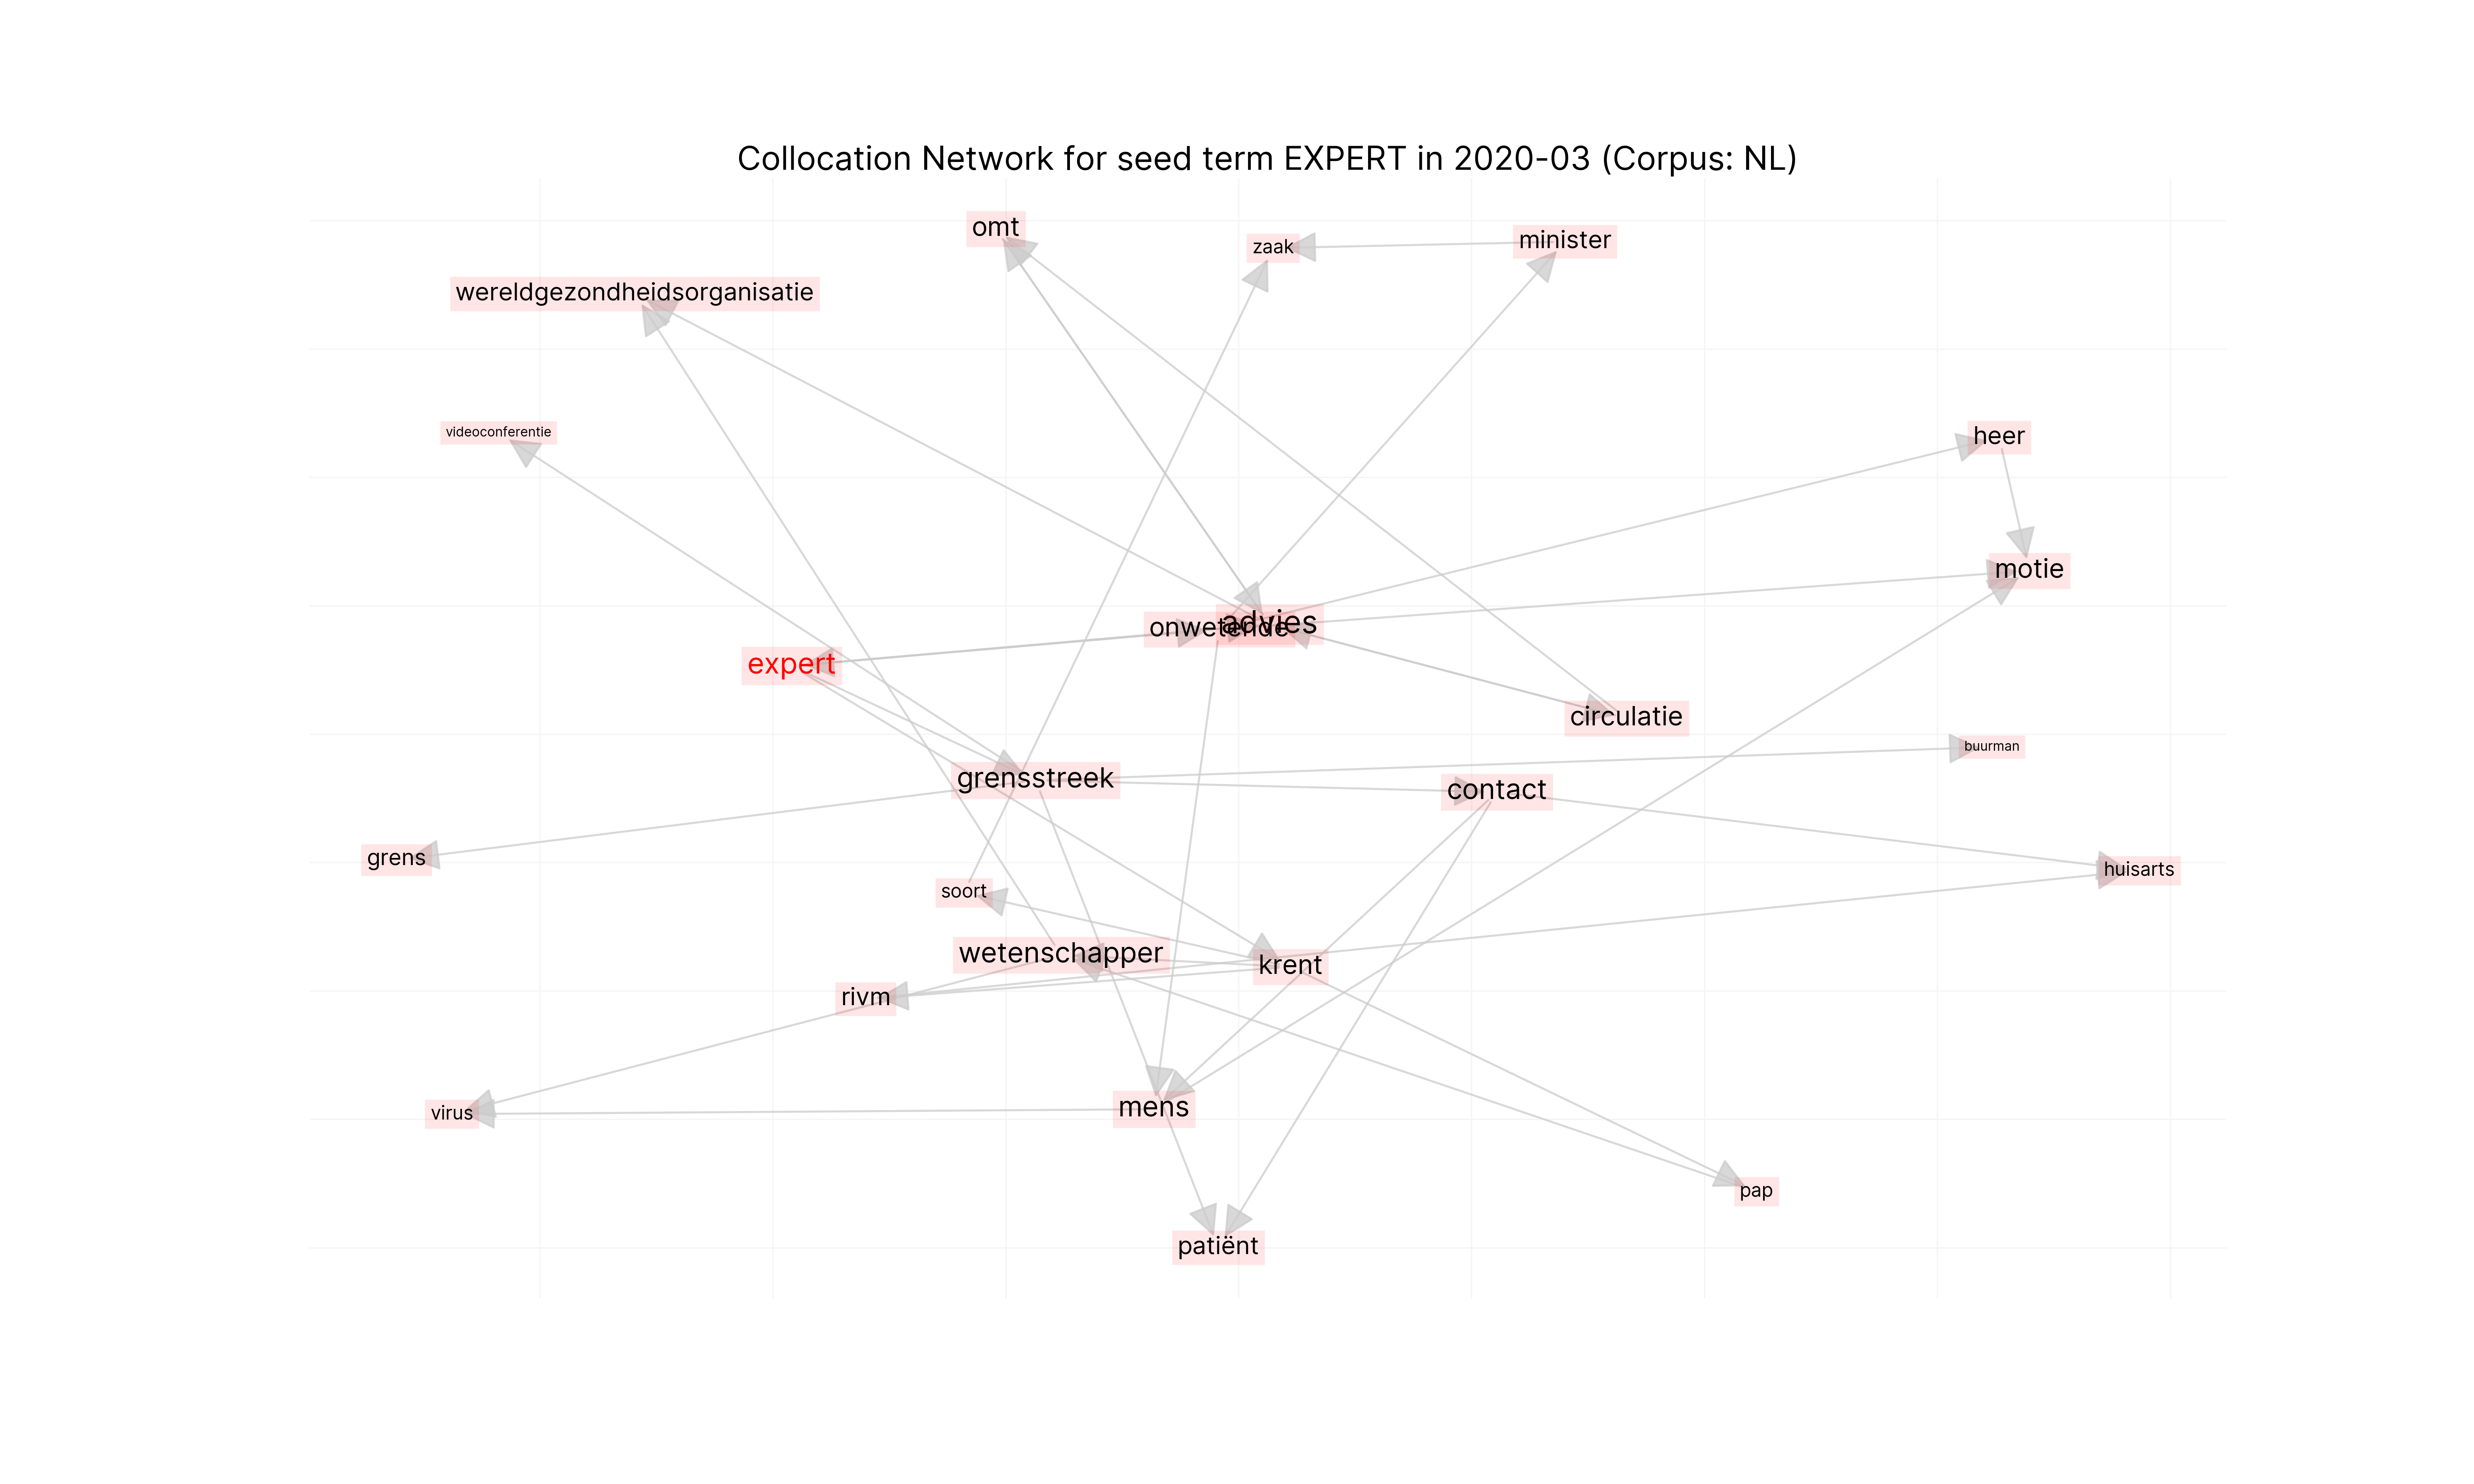 Collocation Network for seed term EXPERT in 2020-03 (Corpus: NL)
omt
zaak
minister
wereldgezondheidsorganisatie
videoconferentie
heer
motie
onwetende
advies
expert
circulatie
buurman
grensstreek
contact
grens
huisarts
soort
wetenschapper
krent
rivm
mens
virus
pap
patiënt